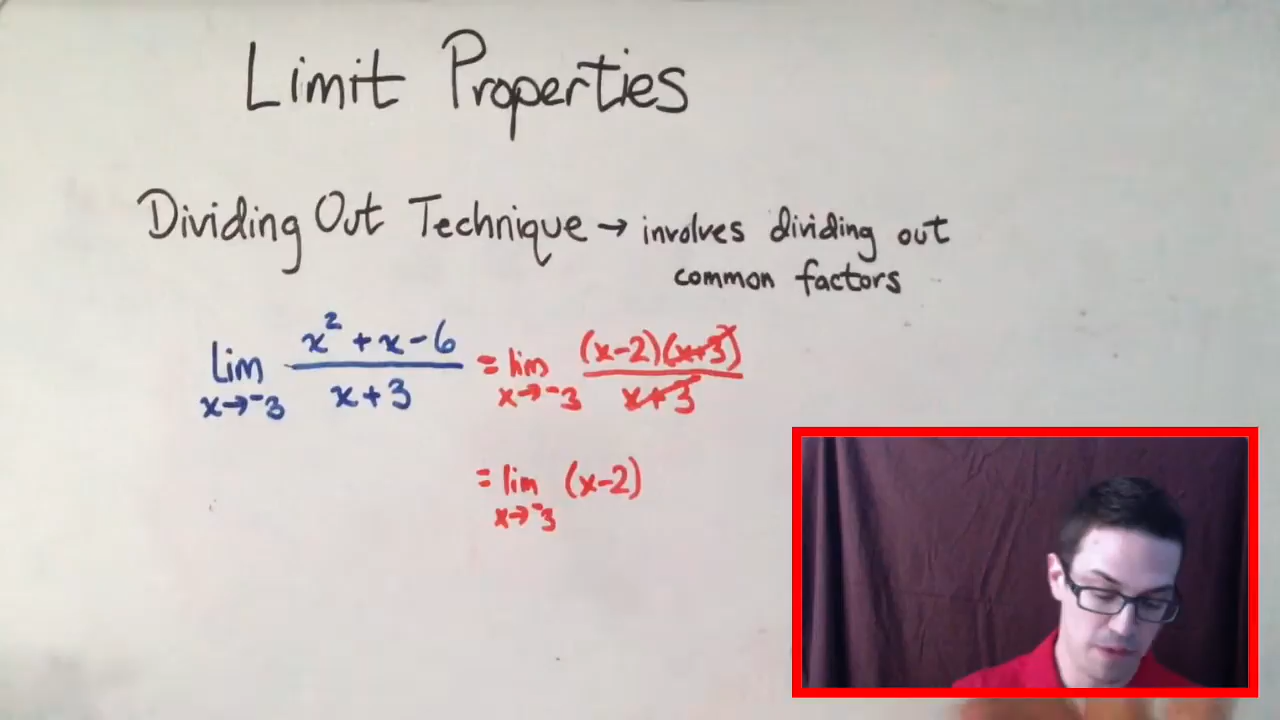 Limit Properties
Dividing Out Technique → involves dividing out
common factors
lim x→⁻3 (x² + x - 6)/(x + 3) = lim x→⁻3 (x-2)(x+3)/(x+3)
= lim x→⁻3 (x-2)